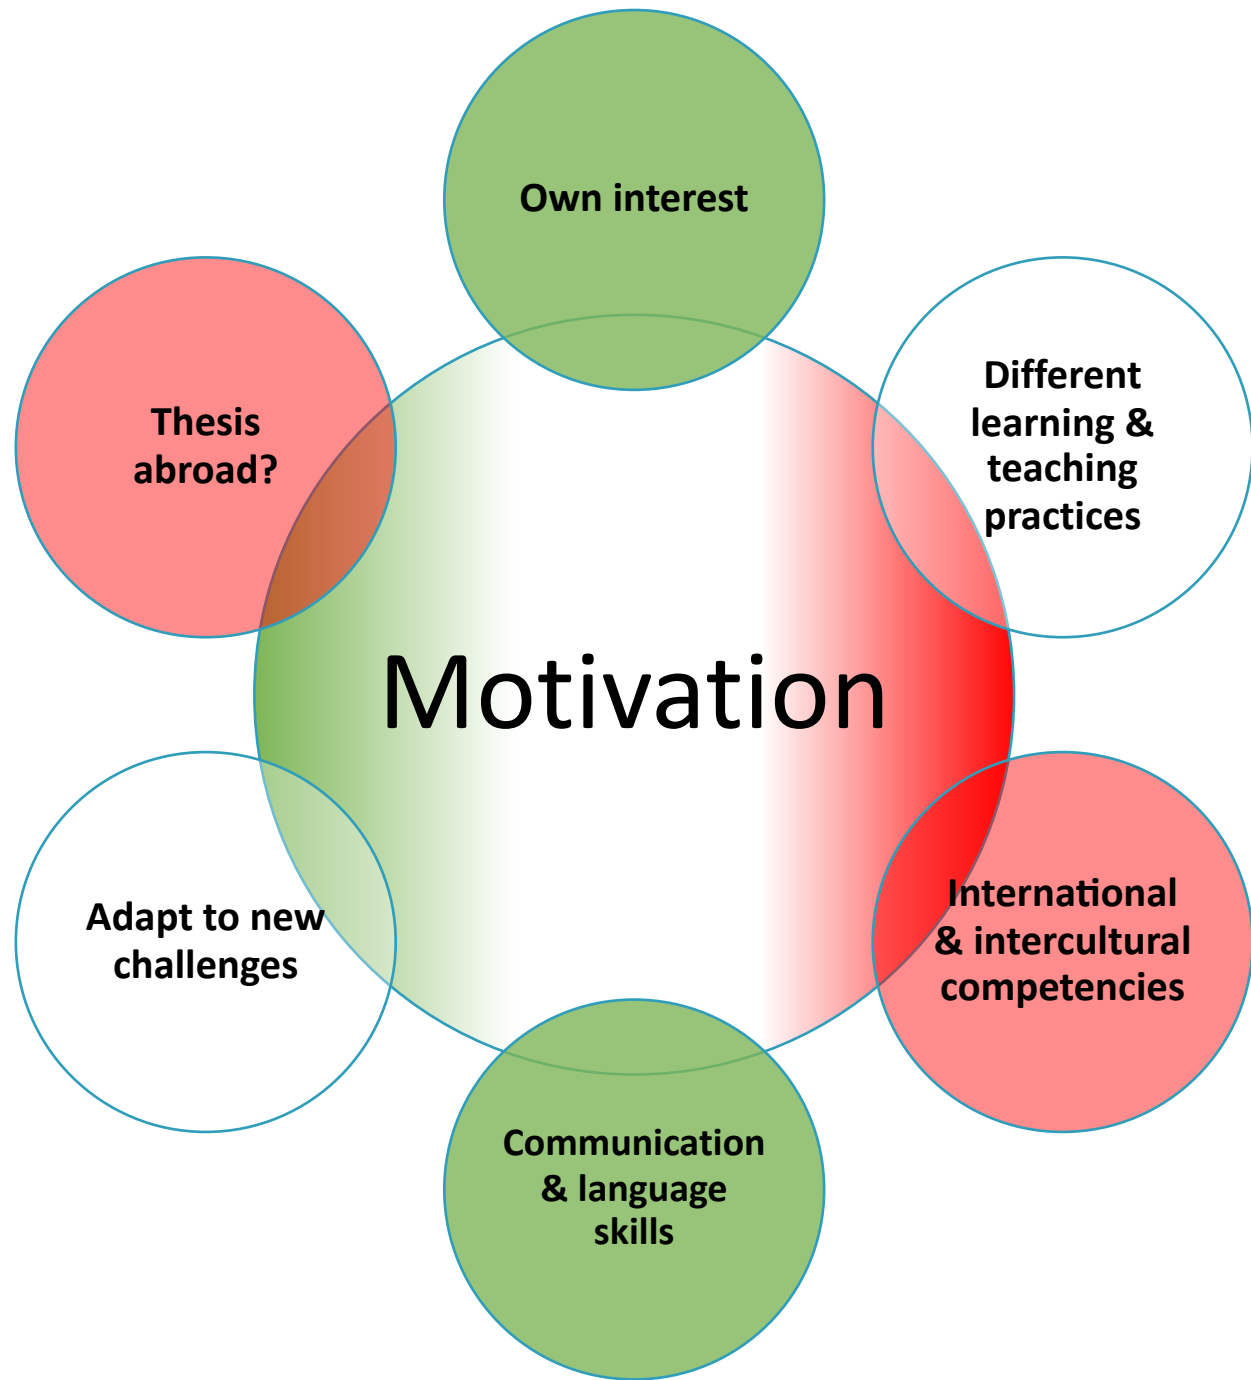 Own interest
Different
learning &
teaching
practices
Thesis
abroad?
Motivation
International
& intercultural
competencies
Adapt to new
challenges
Communication
& language
skills